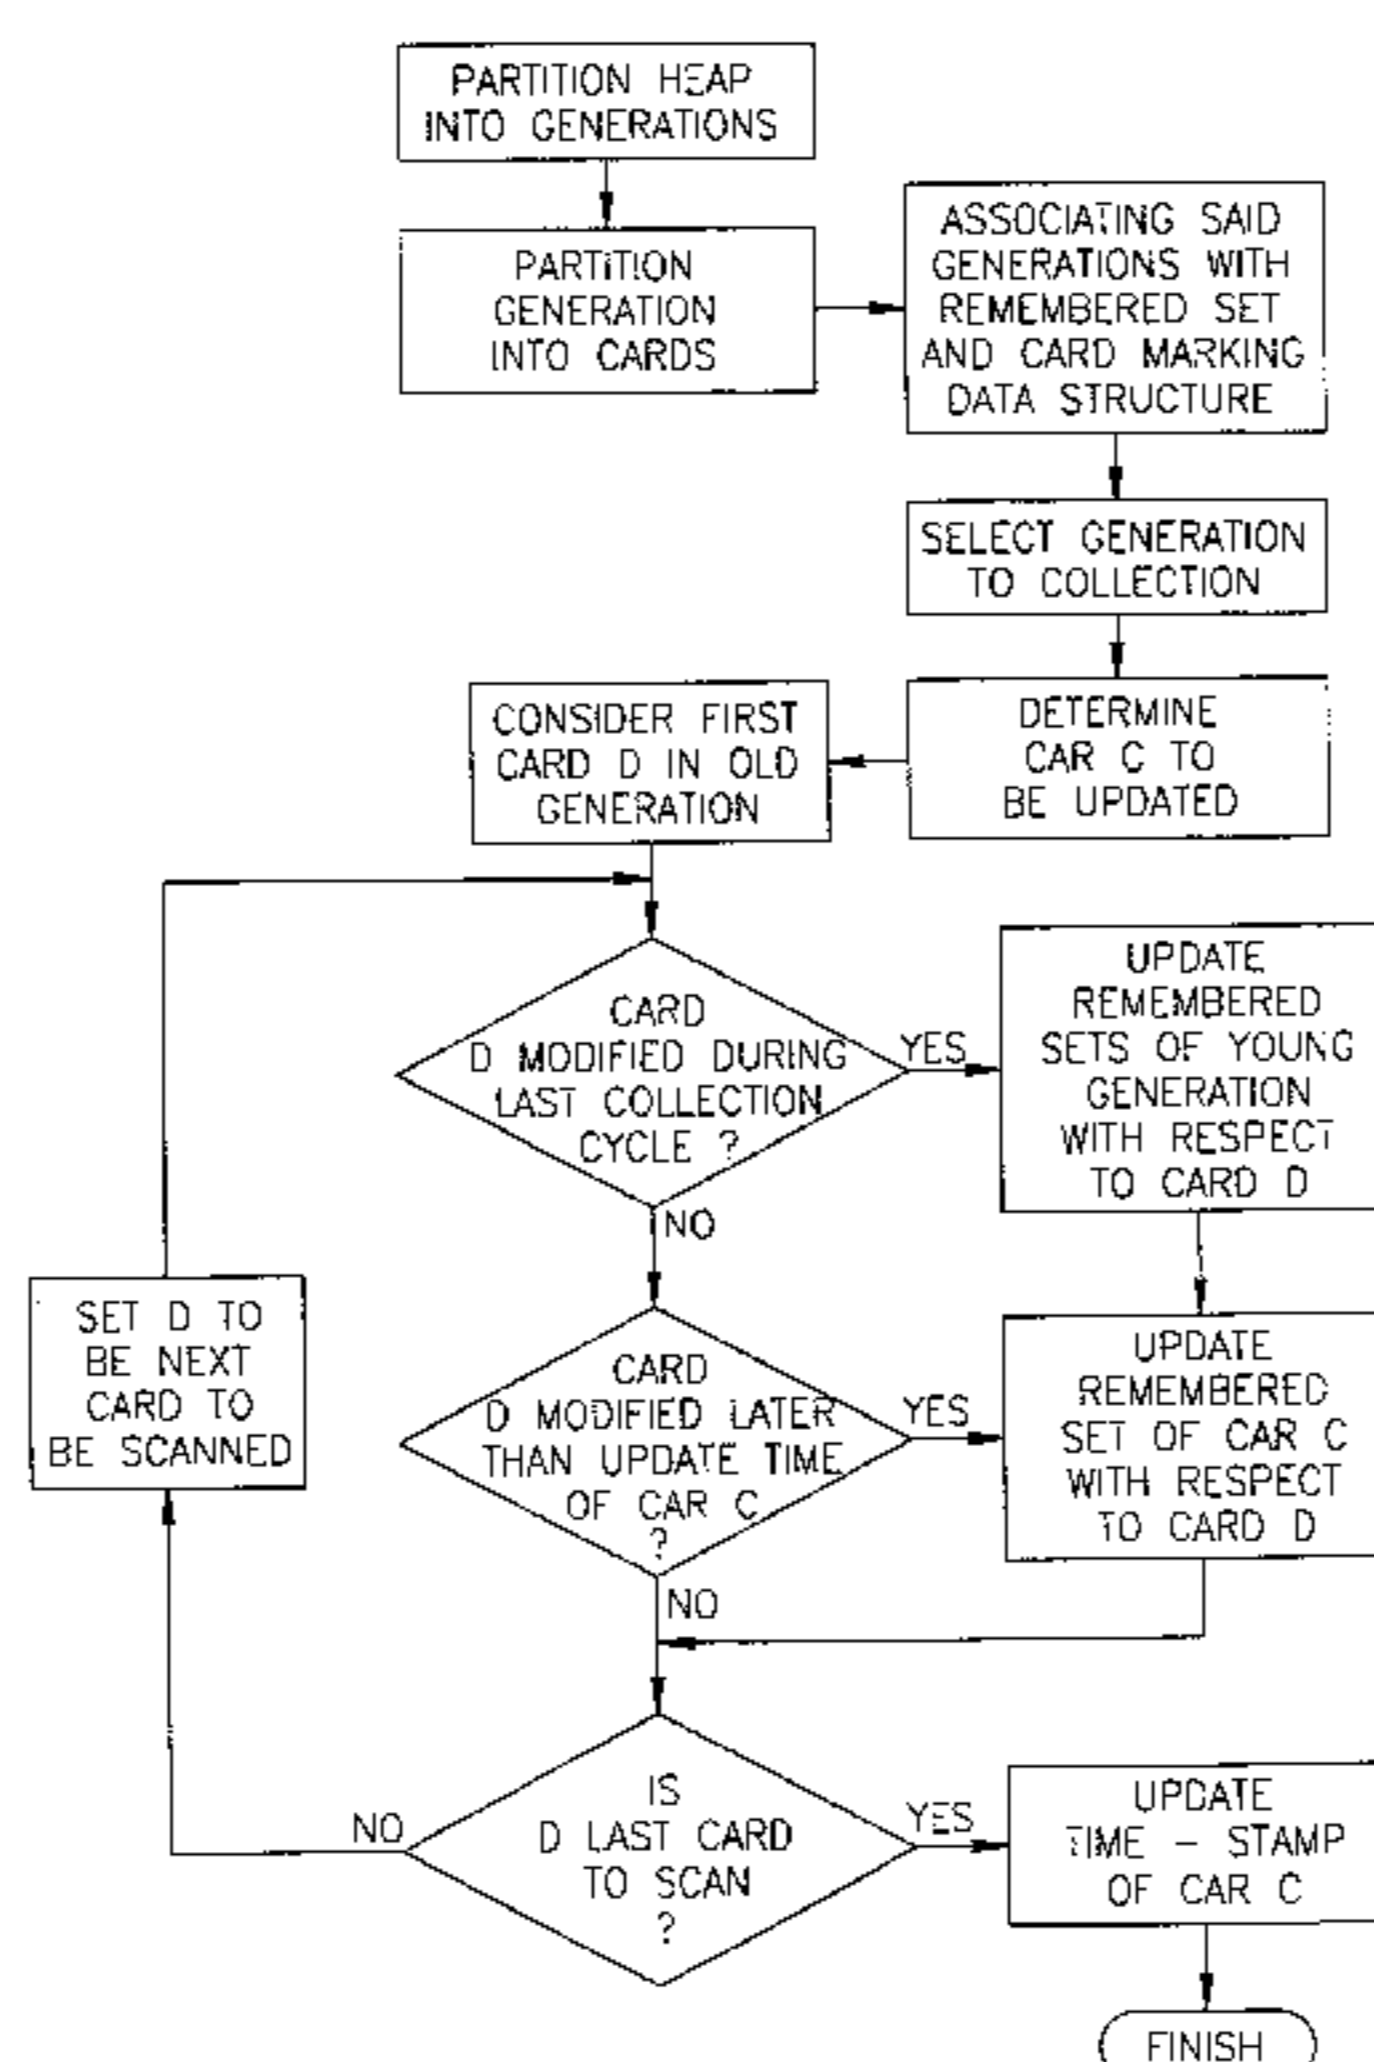 PARTITION HEAP
INTO GENERATIONS
PARTITION
GENERATION
INTO CARDS
ASSOCIATING SAID
GENERATIONS WITH
REMEMBERED SET
AND CARD MARKING
DATA STRUCTURE
SELECT GENERATION
TO COLLECTION
DETERMINE
CAR C TO
BE UPDATED
CONSIDER FIRST
CARD D IN OLD
GENERATION
CARD
D MODIFIED DURING
LAST COLLECTION
CYCLE ?
YES
UPDATE
REMEMBERED
SETS OF YOUNG
GENERATION
WITH RESPECT
TO CARD D
NO
CARD
D MODIFIED LATER
THAN UPDATE TIME
OF CAR C
?
YES
UPDATE
REMEMBERED
SET OF CAR C
WITH RESPECT
TO CARD D
NO
SET D TO
BE NEXT
CARD TO
BE SCANNED
IS
D LAST CARD
TO SCAN
?
NO
YES
UPDATE
TIME – STAMP
OF CAR C
FINISH